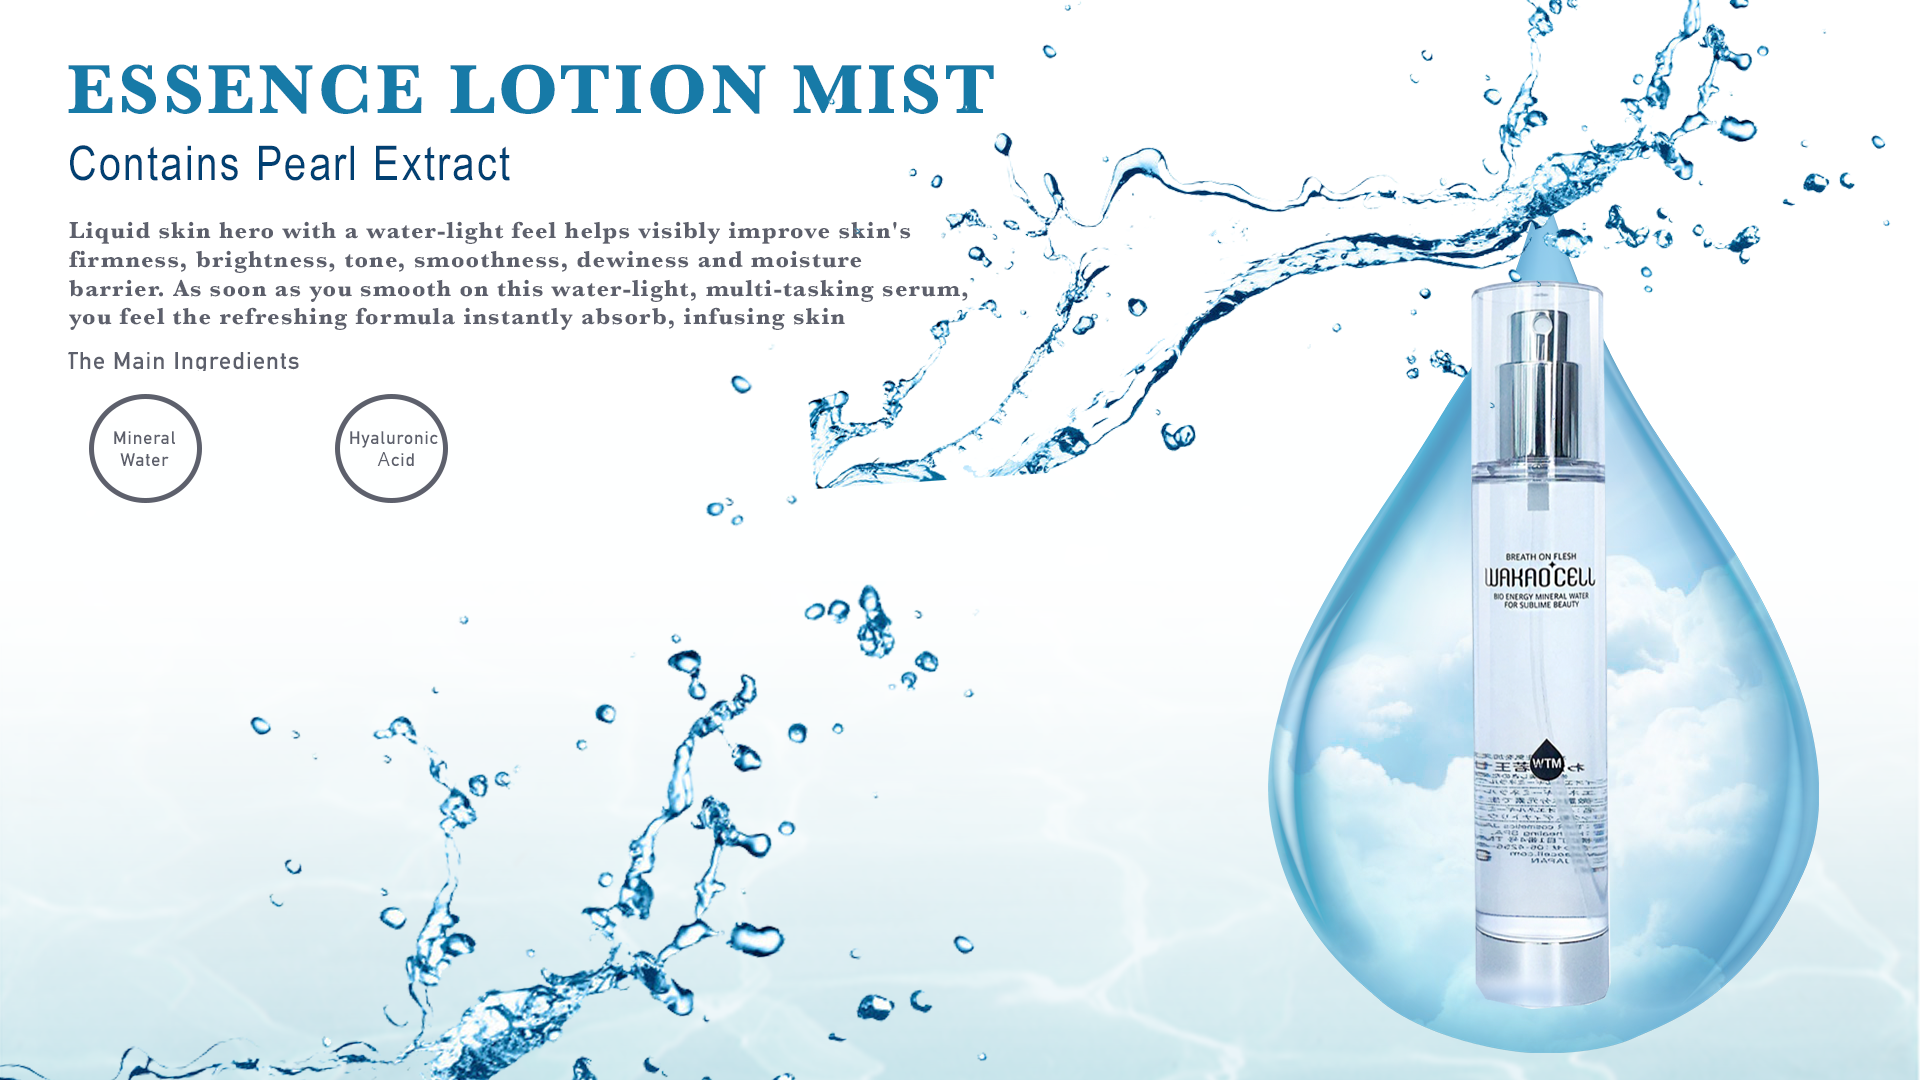 ESSENCE LOTION MIST
Contains Pearl Extract
Liquid skin hero with a water-light feel helps visibly improve skin's
firmness, brightness, tone, smoothness, dewiness and moisture
barrier. As soon as you smooth on this water-light, multi-tasking serum,
you feel the refreshing formula instantly absorb, infusing skin
The Main Ingredients
Mineral
Water
Hyaluronic
Acid
BREATH ON FLESH
WAKAO CELL
BIO ENERGY MINERAL WATER
FOR SUBLIME BEAUTY
WTM
JAPAN